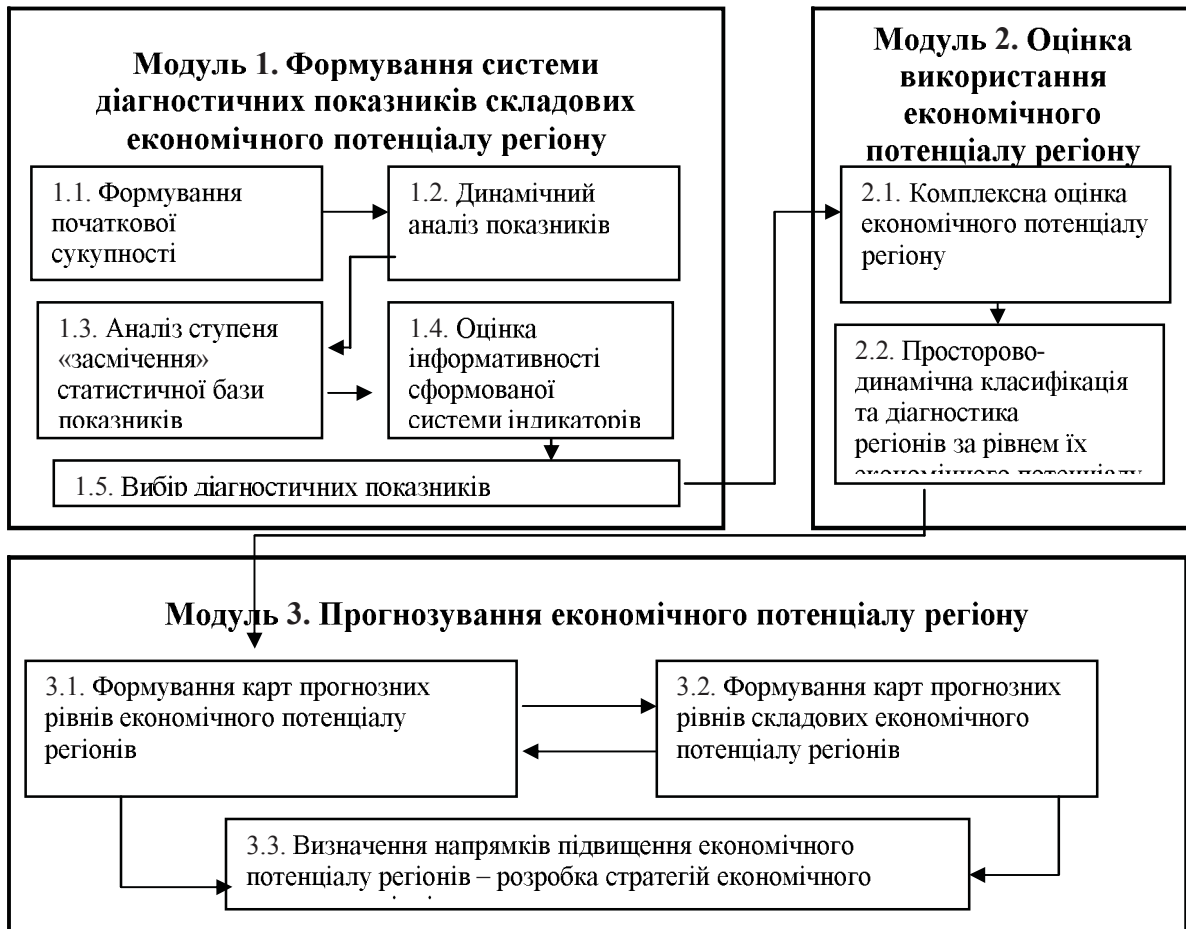 Модуль 1. Формування системи
діагностичних показників складових
економічного потенціалу регіону
1.1. Формування
початкової
сукупності
1.2. Динамічний
аналіз показників
1.3. Аналіз ступеня
«засмічення»
статистичної бази
показників
1.4. Оцінка
інформативності
сформованої
системи індикаторів
1.5. Вибір діагностичних показників
Модуль 2. Оцінка
використання
економічного
потенціалу регіону
2.1. Комплексна оцінка
економічного потенціалу
регіону
2.2. Просторово-
динамічна класифікація
та діагностика
регіонів за рівнем їх
економічного потенціалу
Модуль 3. Прогнозування економічного потенціалу регіону
3.1. Формування карт прогнозних
рівнів економічного потенціалу
регіонів
3.2. Формування карт прогнозних
рівнів складових економічного
потенціалу регіонів
3.3. Визначення напрямків підвищення економічного
потенціалу регіонів – розробка стратегій економічного